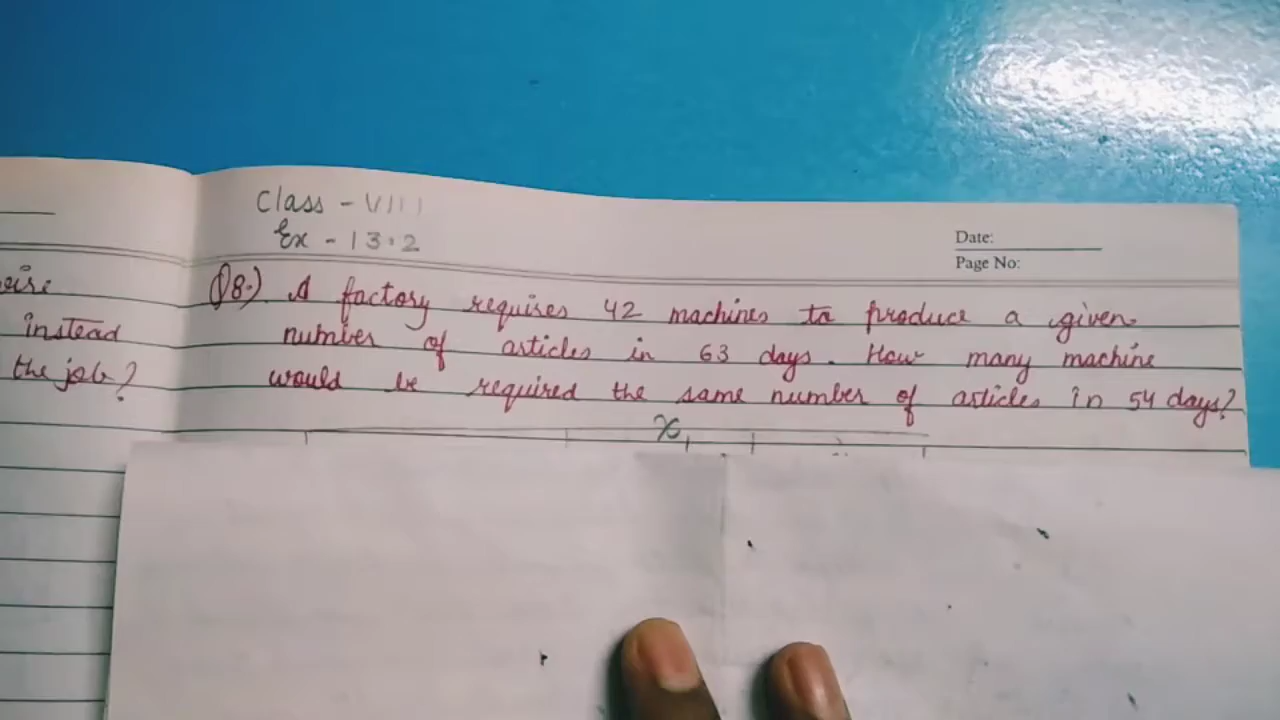 Class - VIII
Ex - 13.2
Date:
Page No:
instead
the job?
Q8.) A factory requires 42 machines to produce a given
number of articles in 63 days. How many machine
would be required the same number of articles in 54 days?
x